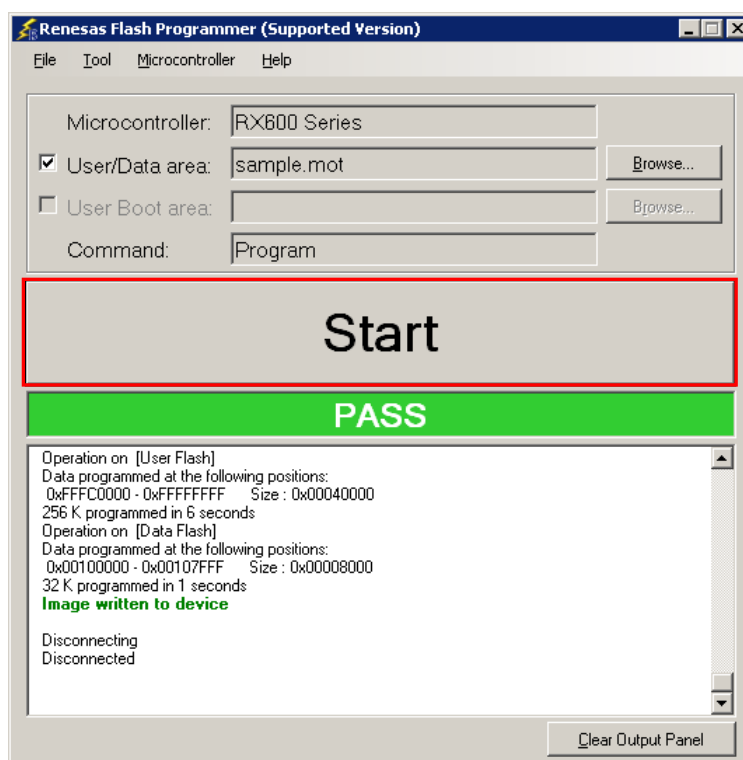 Renesas Flash Programmer (Supported Version)
File Tool Microcontroller Help
Microcontroller: RX600 Series
User/Data area: sample.mot Browse...
User Boot area: Browse...
Command: Program
Start
PASS
Operation on [User Flash]
Data programmed at the following positions:
0xFFFC0000 - 0xFFFFFFFF Size : 0x00040000
256 K programmed in 6 seconds
Operation on [Data Flash]
Data programmed at the following positions:
0x00100000 - 0x00107FFF Size : 0x00008000
32 K programmed in 1 seconds
Image written to device
Disconnecting
Disconnected
Clear Output Panel